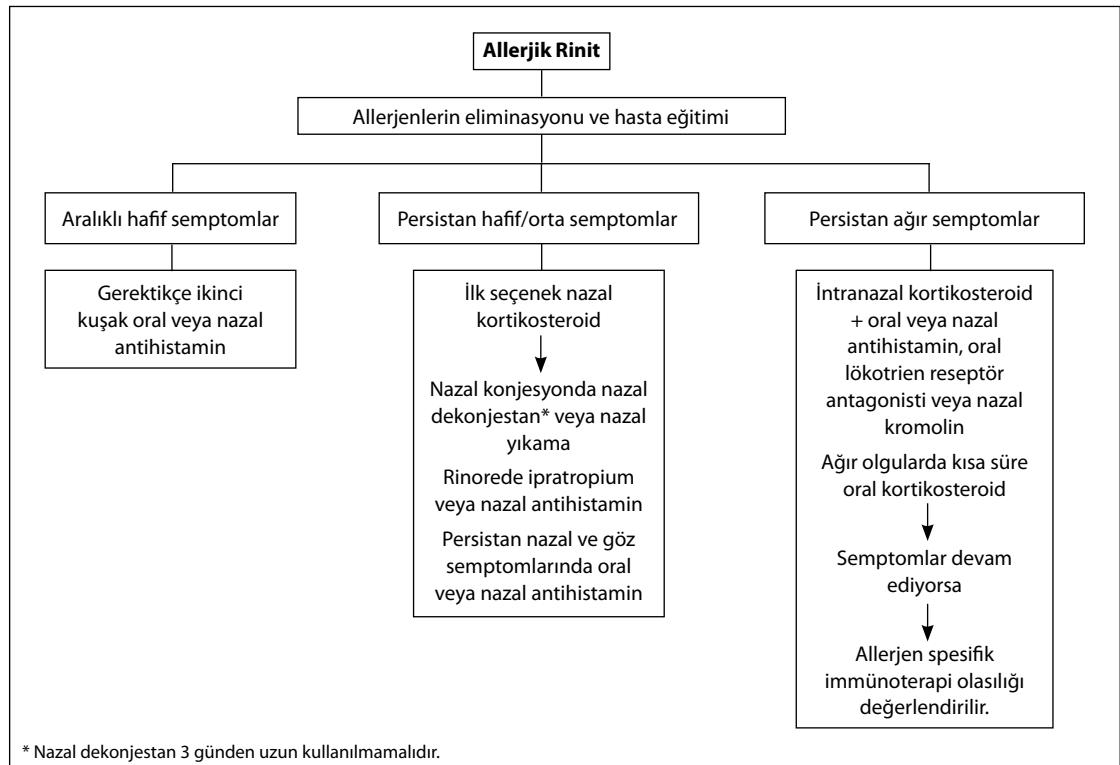 Allerjik Rinit
Allerjenlerin eliminasyonu ve hasta eğitimi
Aralıklı hafif semptomlar
Gerektikçe ikinci
kuşak oral veya nazal
antihistamin
Persistan hafif/orta semptomlar
İlk seçenek nazal
kortikosteroid
Nazal konjesyonda nazal
dekonjestan* veya nazal
yıkama
Rinorede ipratropium
veya nazal antihistamin
Persistan nazal ve göz
semptomlarında oral
veya nazal antihistamin
Persistan ağır semptomlar
İntranazal kortikosteroid
+ oral veya nazal
antihistamin, oral
lökotrien reseptör
antagonisti veya nazal
kromolin
Ağır olgularda kısa süre
oral kortikosteroid
Semptomlar devam
ediyorsa
Allerjen spesifik
immünoterapi olasılığı
değerlendirilir.
* Nazal dekonjestan 3 günden uzun kullanılmamalıdır.